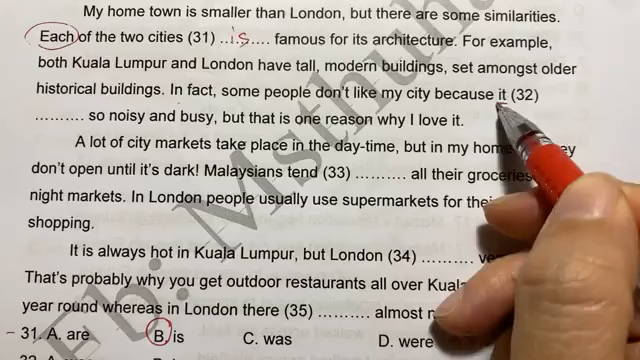 My home town is smaller than London, but there are some similarities.
Each of the two cities (31) ..is.... famous for its architecture. For example,
both Kuala Lumpur and London have tall, modern buildings, set amongst older
historical buildings. In fact, some people don't like my city because it (32)
.......... so noisy and busy, but that is one reason why I love it.
A lot of city markets take place in the day-time, but in my home
don't open until it's dark! Malaysians tend (33) .......... all their groceries
night markets. In London people usually use supermarkets for
shopping.
It is always hot in Kuala Lumpur, but London (34) ..........
That's probably why you get outdoor restaurants all over
year round whereas in London there (35) .......... almost
31. A. are B. is C. was D. were
Fb: Msthuha